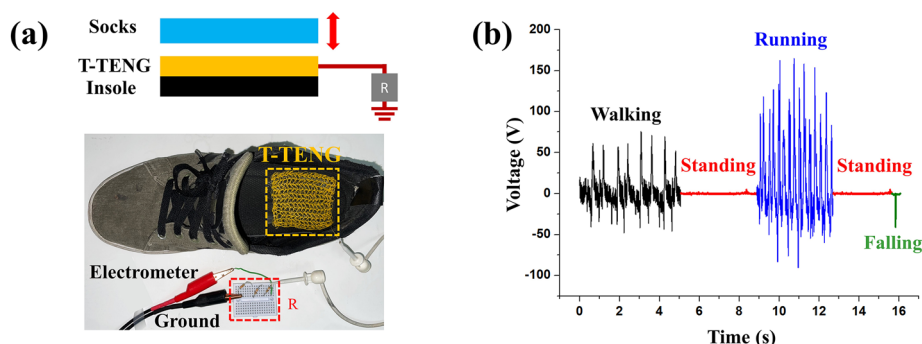 (a)
Socks
T-TENG
Insole
R
T-TENG
Electrometer
R
Ground
(b)
Voltage (V)
200
150
100
50
0
-50
-100
Walking
Standing
Running
Standing
Falling
0 2 4 6 8 10 12 14 16
Time (s)